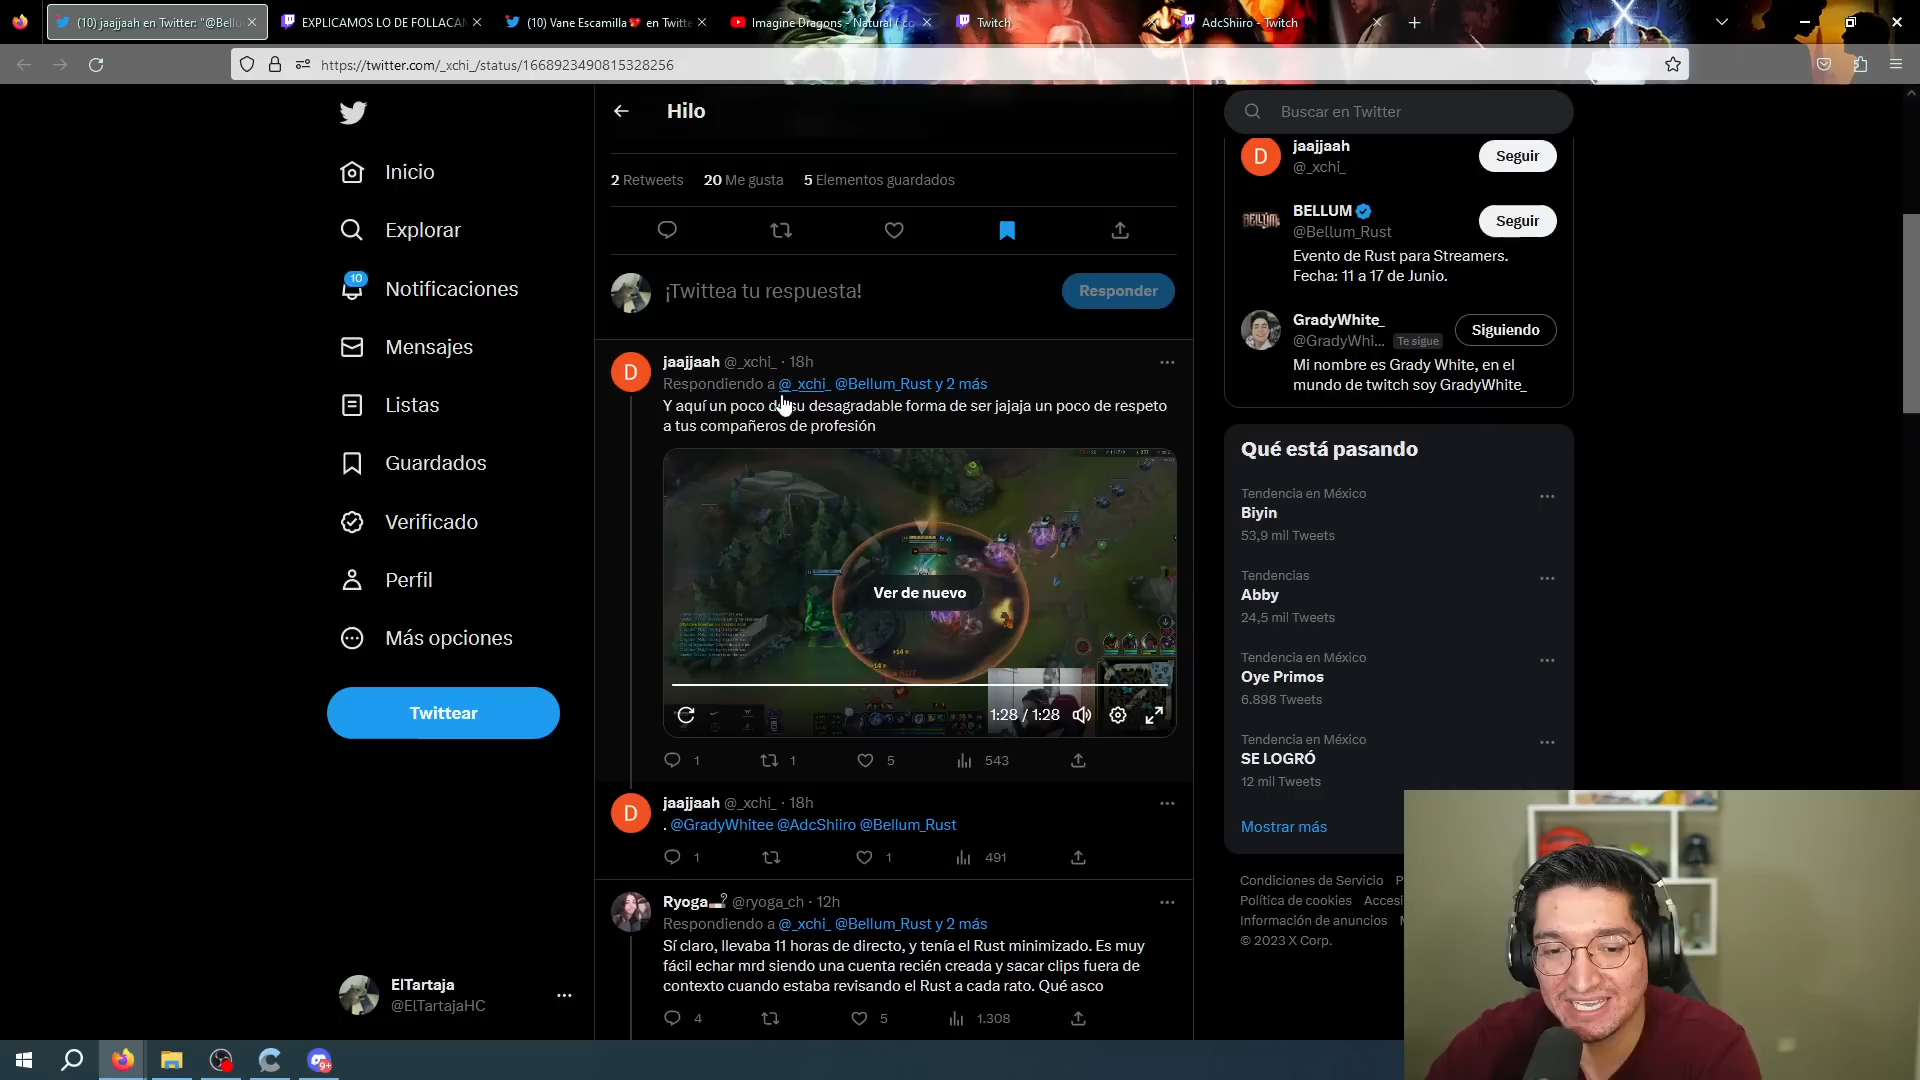 (10) jaajjaah en Twitter: "@Bellu
EXPLICAMOS LO DE FOLLACAM
(10) Vane Escamilla en Twitte
Imagine Dragons - Natural ( co
Twitch
AdcShiiro - Twitch
https://twitter.com/_xchi_/status/1668923490815328256
Inicio
Explorar
10
Notificaciones
Mensajes
Listas
Guardados
Verificado
Perfil
Más opciones
Twittear
ElTartaja
@ElTartajaHC
Hilo
2 Retweets 20 Me gusta 5 Elementos guardados
¡Twittea tu respuesta!
Responder
D
jaajjaah @_xchi_ · 18h
Respondiendo a @_xchi_ @Bellum_Rust y 2 más
Y aquí un poco de su desagradable forma de ser jajaja un poco de respeto
a tus compañeros de profesión
Ver de nuevo
1:28 / 1:28
1 1 5 543
D
jaajjaah @_xchi_ · 18h
. @GradyWhitee @AdcShiiro @Bellum_Rust
1 1 491
Ryoga @ryoga_ch · 12h
Respondiendo a @_xchi_ @Bellum_Rust y 2 más
Sí claro, llevaba 11 horas de directo, y tenía el Rust minimizado. Es muy
fácil echar mrd siendo una cuenta recién creada y sacar clips fuera de
contexto cuando estaba revisando el Rust a cada rato. Qué asco
4 5 1.308
Buscar en Twitter
D
jaajjaah
@_xchi_
Seguir
BELLUM
@Bellum_Rust
Seguir
Evento de Rust para Streamers.
Fecha: 11 a 17 de Junio.
GradyWhite_
@GradyWhi... Te sigue
Siguiendo
Mi nombre es Grady White, en el
mundo de twitch soy GradyWhite_
Qué está pasando
Tendencia en México
Biyin
53,9 mil Tweets
Tendencias
Abby
24,5 mil Tweets
Tendencia en México
Oye Primos
6.898 Tweets
Tendencia en México
SE LOGRÓ
12 mil Tweets
Mostrar más
Condiciones de Servicio
Política de cookies
Información de anuncios
© 2023 X Corp.
9+